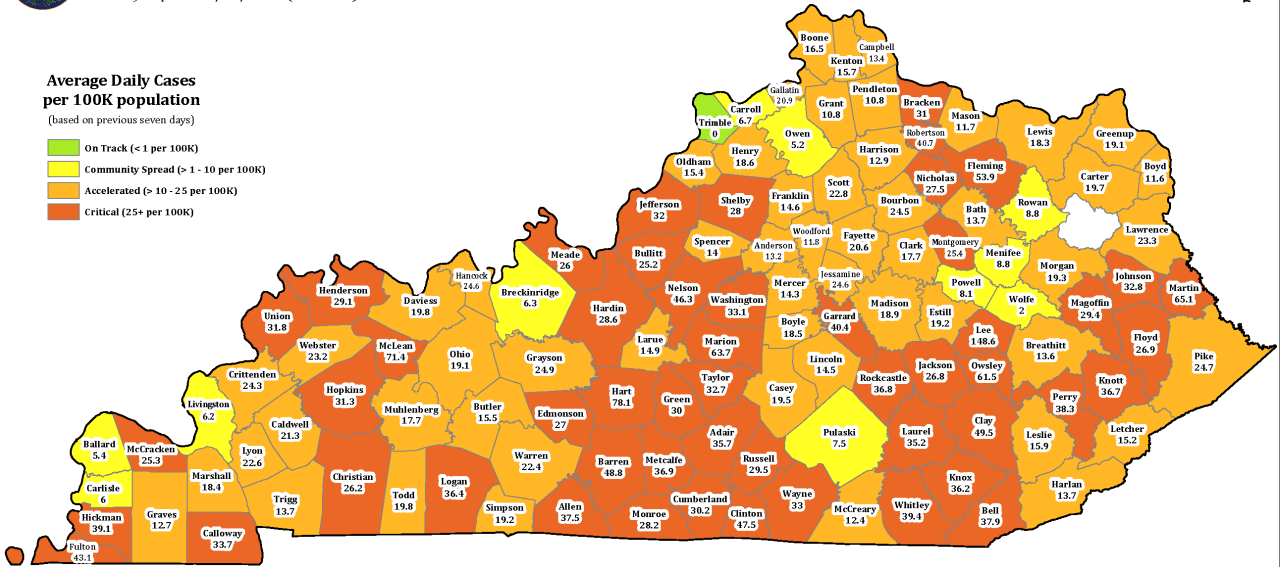 Average Daily Cases
per 100K population
(based on previous seven days)
On Track (< 1 per 100K)
Community Spread (> 1 - 10 per 100K)
Accelerated (> 10 - 25 per 100K)
Critical (25+ per 100K)
Boone
16.5
Kenton
15.7
Campbell
13.4
Gallatin
20.9
Carroll
6.7
Trimble
0
Grant
10.8
Pendleton
10.8
Bracken
31
Mason
11.7
Robertson
40.7
Lewis
18.3
Greenup
19.1
Boyd
11.6
Owen
5.2
Henry
18.6
Oldham
15.4
Harrison
12.9
Nicholas
27.5
Fleming
53.9
Carter
19.7
Rowan
8.8
Lawrence
23.3
Jefferson
32
Shelby
28
Franklin
14.6
Scott
22.8
Bourbon
24.5
Bath
13.7
Spencer
14
Anderson
13.2
Woodford
11.8
Fayette
20.6
Clark
17.7
Montgomery
25.4
Menifee
8.8
Morgan
19.3
Johnson
32.8
Martin
65.1
Meade
26
Bullitt
25.2
Hancock
24.6
Breckinridge
6.3
Hardin
28.6
Nelson
46.3
Washington
33.1
Mercer
14.3
Jessamine
24.6
Garrard
40.4
Madison
18.9
Powell
8.1
Estill
19.2
Wolfe
2
Magoffin
29.4
Floyd
26.9
Pike
24.7
Henderson
29.1
Union
31.8
Daviess
19.8
Webster
23.2
McLean
71.4
Ohio
19.1
Grayson
24.9
Larue
14.9
Marion
63.7
Boyle
18.5
Lincoln
14.5
Lee
148.6
Breathitt
13.6
Owsley
61.5
Jackson
26.8
Rockcastle
36.8
Crittenden
24.3
Livingston
6.2
Hopkins
31.3
Muhlenberg
17.7
Butler
15.5
Edmonson
27
Hart
78.1
Green
30
Taylor
32.7
Casey
19.5
Pulaski
7.5
Laurel
35.2
Clay
49.5
Perry
38.3
Knott
36.7
Leslie
15.9
Letcher
15.2
Harlan
13.7
Ballard
5.4
McCracken
25.3
Carlisle
6
Hickman
39.1
Fulton
43.1
Graves
12.7
Marshall
18.4
Calloway
33.7
Lyon
22.6
Caldwell
21.3
Trigg
13.7
Christian
26.2
Todd
19.8
Logan
36.4
Warren
22.4
Simpson
19.2
Allen
37.5
Barren
48.8
Metcalfe
36.9
Adair
35.7
Russell
29.5
Monroe
28.2
Cumberland
30.2
Clinton
47.5
Wayne
33
McCreary
12.4
Whitley
39.4
Knox
36.2
Bell
37.9